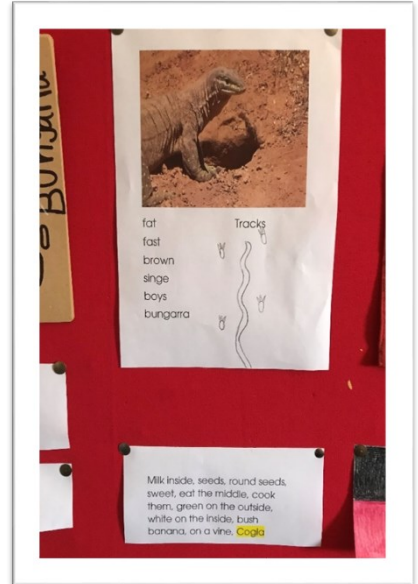 Bungarra
fat
Tracks
fast
brown
singe
boys
bungarra
Milk inside, seeds, round seeds,
sweet, eat the middle, cook
them, green on the outside,
white on the inside, bush
banana, on a vine, Cogla